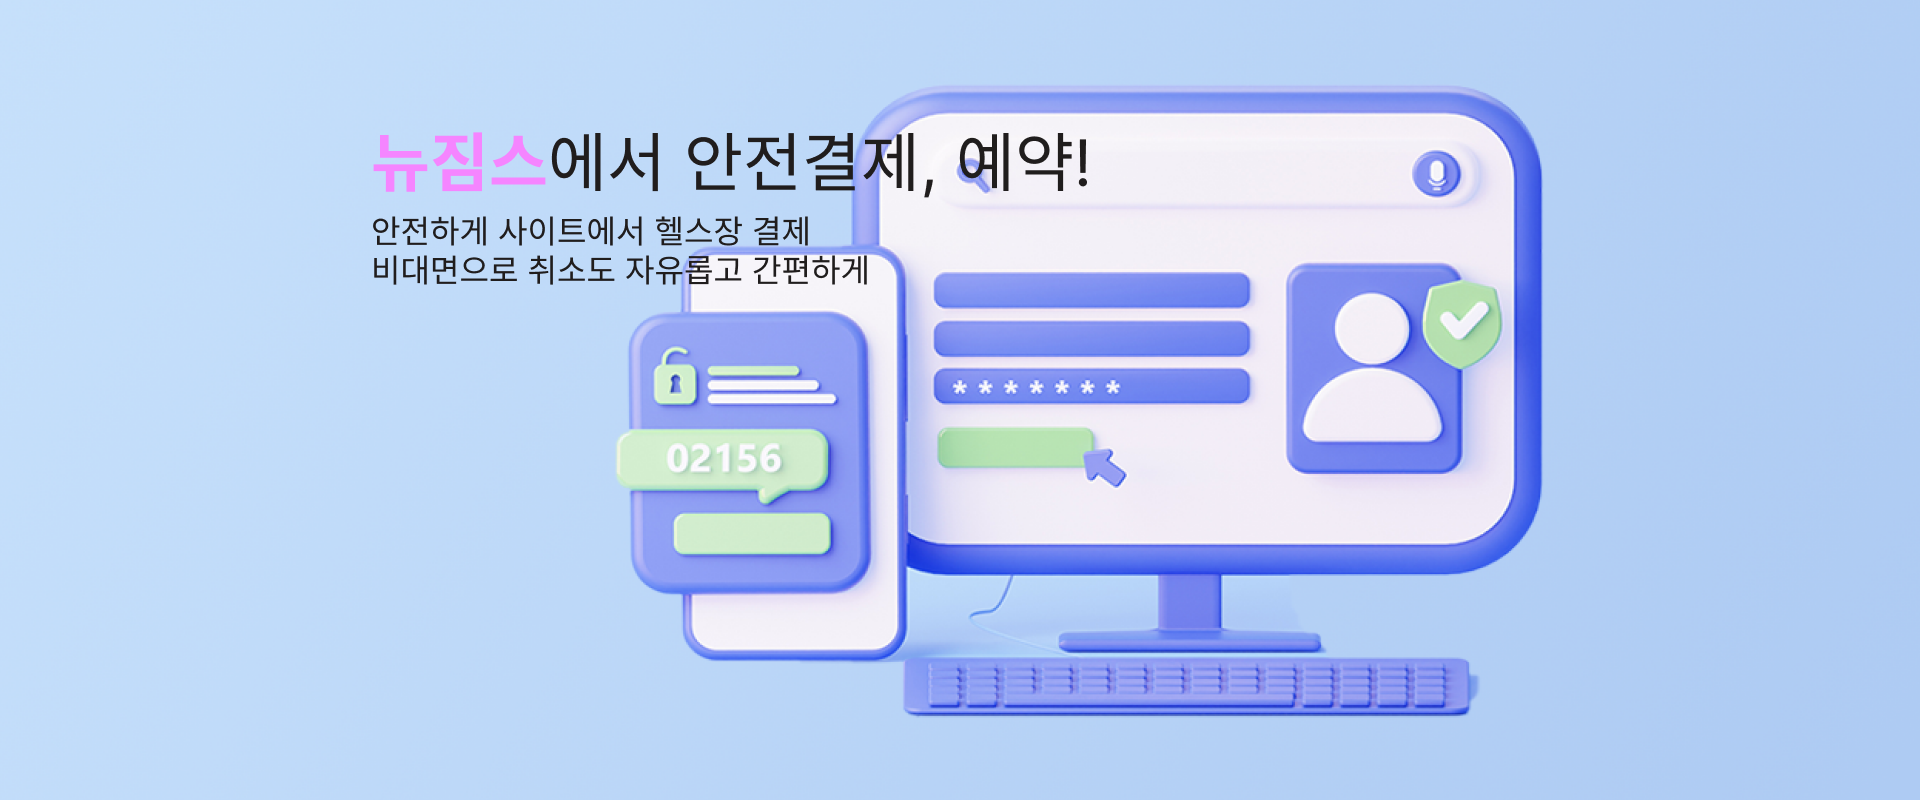 뉴짐스에서 안전결제, 예약!
안전하게 사이트에서 헬스장 결제
비대면으로 취소도 자유롭고 간편하게
*******
02156